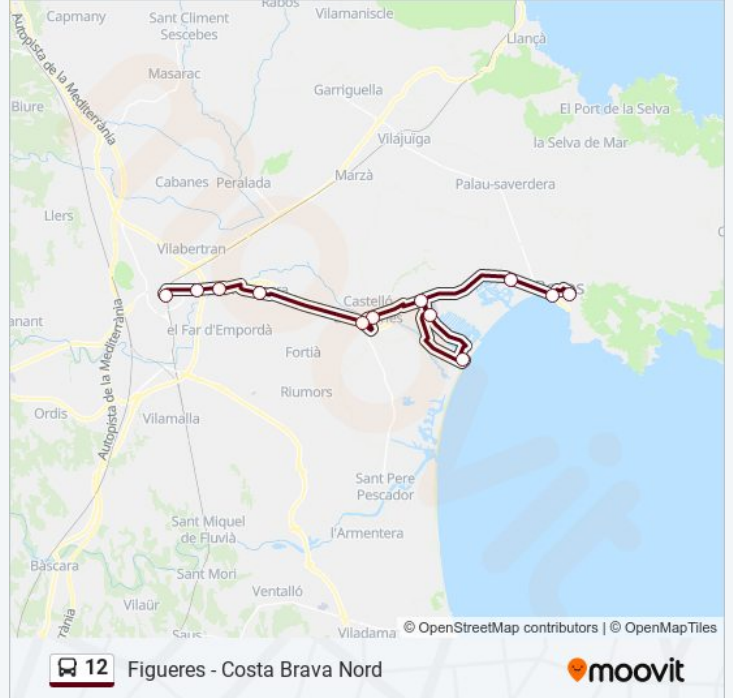 Rabós
Capmany
Sant Climent
Sescebes
Vilamaniscle
Llançà
Autopista de la Mediterrània
Masarac
Garriguella
Biure
El Port de la Selva
Vilajuïga
la Selva de Mar
Cabanes
Peralada
Marzà
Palau-saverdera
Llers
Vilabertran
Castelló
el Far d'Empordà
Fortià
Autopista de la Mediterrània
Riumors
Ordis
Vilamalla
Sant Pere
Pescador
Sant Miquel
de Fluvià
l'Armentera
Bàscara
Sant Mori
Ventalló
Vilaür
Saus
Viladama
© OpenStreetMap contributors | © OpenMapTiles
12
Figueres - Costa Brava Nord
moovit